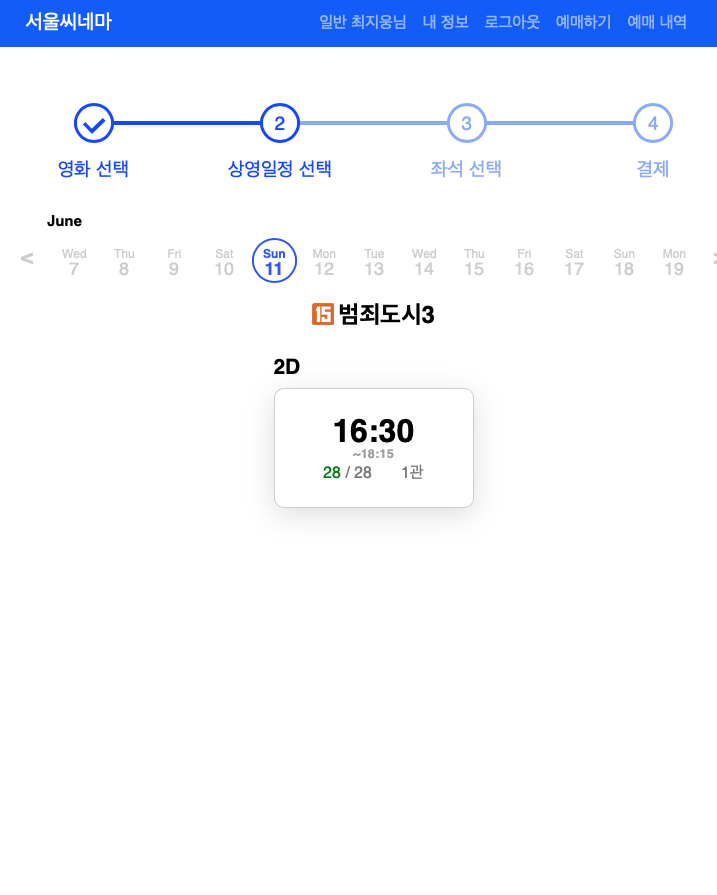 서울씨네마 일반 최지웅님 내 정보 로그아웃 예매하기 예매 내역
2 3 4
영화 선택 상영일정 선택 좌석 선택 결제
June
< Wed Thu Fri Sat Sun Mon Tue Wed Thu Fri Sat Sun Mon
7 8 9 10 11 12 13 14 15 16 17 18 19
15 범죄도시3
2D
16:30
~18:15
28 / 28 1관